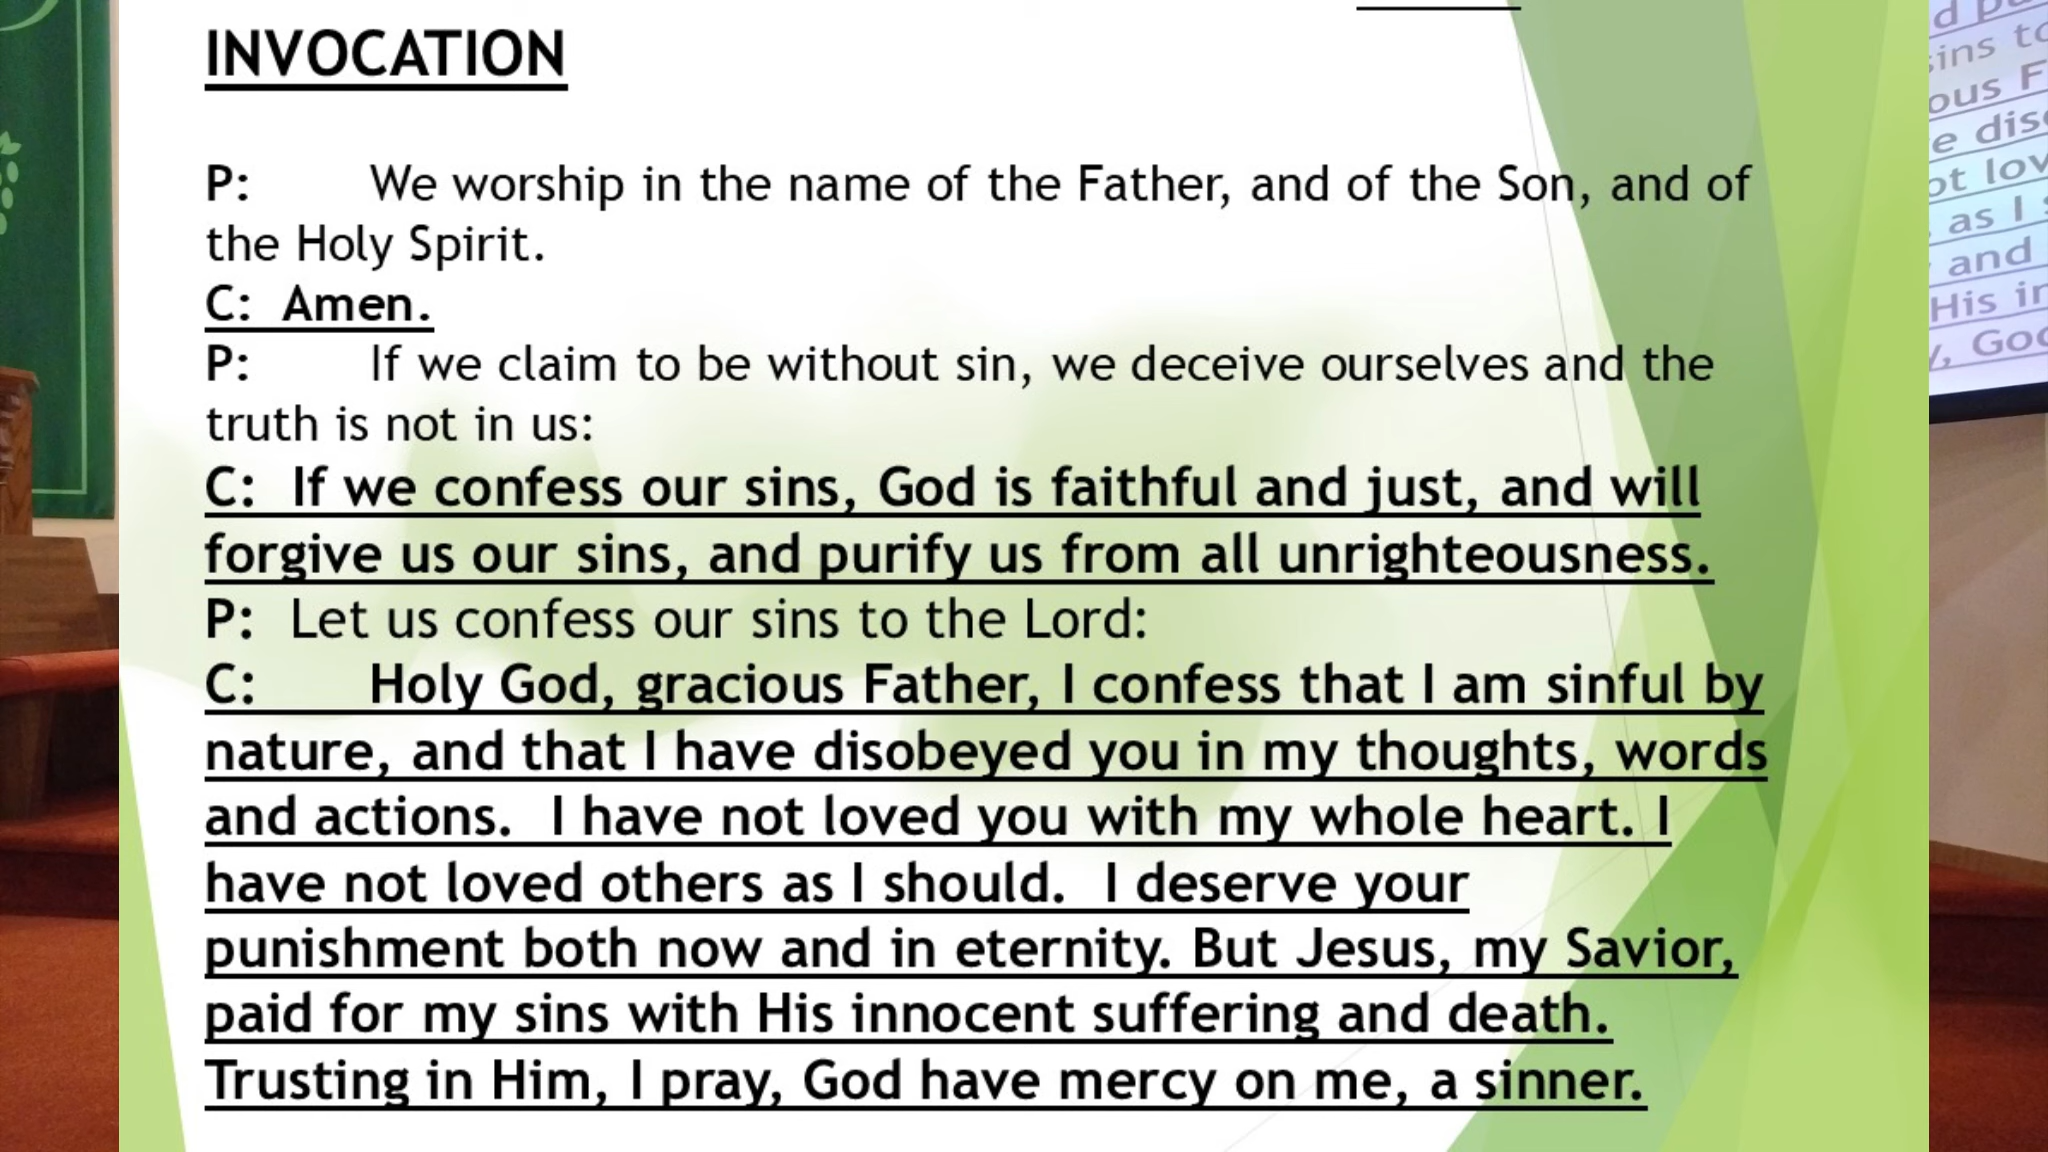 INVOCATION
P: We worship in the name of the Father, and of the Son, and of
the Holy Spirit.
C: Amen.
P: If we claim to be without sin, we deceive ourselves and the
truth is not in us:
C: If we confess our sins, God is faithful and just, and will
forgive us our sins, and purify us from all unrighteousness.
P: Let us confess our sins to the Lord:
C: Holy God, gracious Father, I confess that I am sinful by
nature, and that I have disobeyed you in my thoughts, words
and actions. I have not loved you with my whole heart. I
have not loved others as I should. I deserve your
punishment both now and in eternity. But Jesus, my Savior,
paid for my sins with His innocent suffering and death.
Trusting in Him, I pray, God have mercy on me, a sinner.
as I
and
His